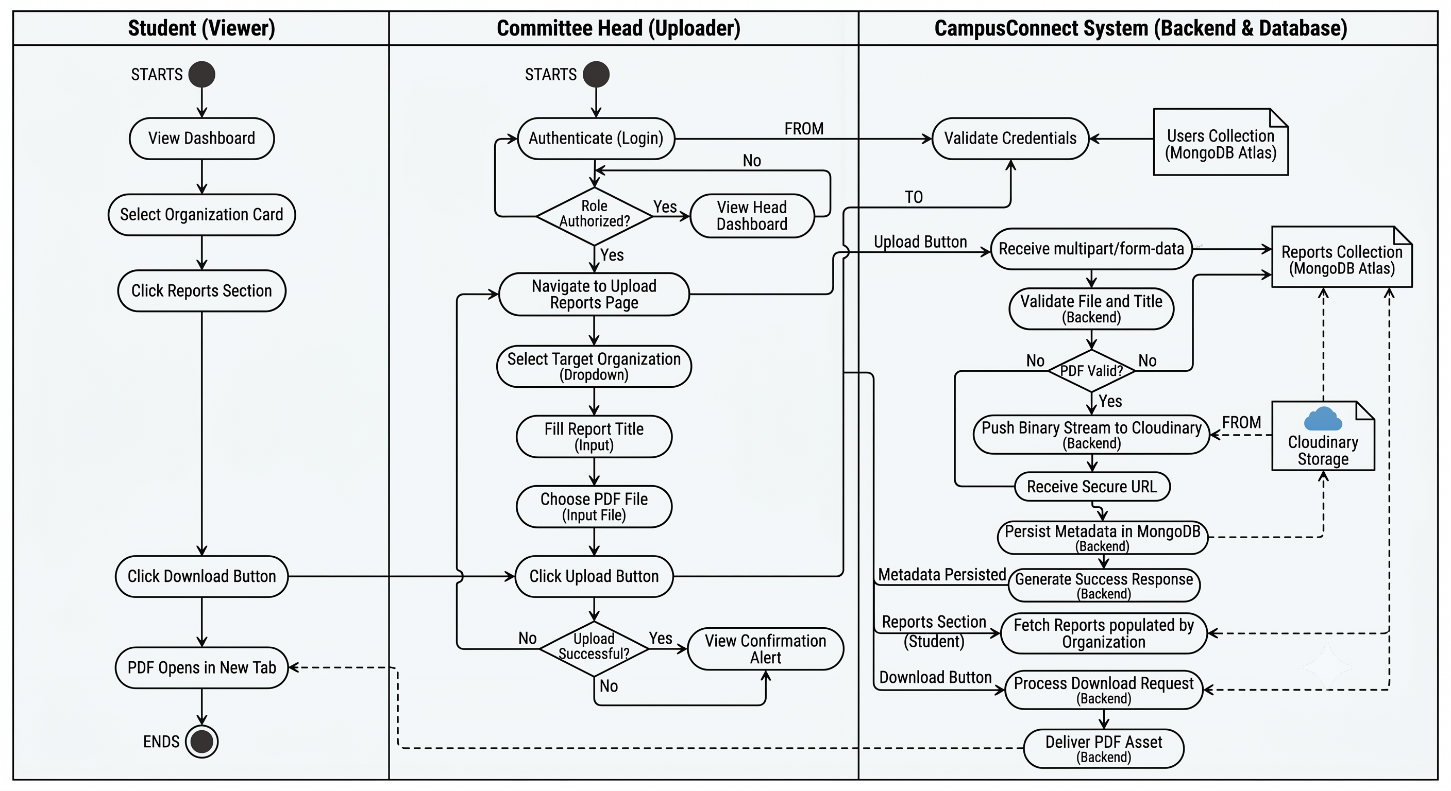 Student (Viewer)
STARTS
View Dashboard
Select Organization Card
Click Reports Section
Click Download Button
PDF Opens in New Tab
ENDS
Committee Head (Uploader)
STARTS
Authenticate (Login)
FROM
No
Role
Authorized?
Yes
View Head
Dashboard
TO
Yes
Navigate to Upload
Reports Page
Upload Button
Select Target Organization
(Dropdown)
Fill Report Title
(Input)
Choose PDF File
(Input File)
Click Upload Button
No
Upload
Successful?
Yes
View Confirmation
Alert
No
CampusConnect System (Backend & Database)
Validate Credentials
Users Collection
(MongoDB Atlas)
Receive multipart/form-data
Reports Collection
(MongoDB Atlas)
Validate File and Title
(Backend)
No
PDF Valid?
No
Yes
Push Binary Stream to Cloudinary
(Backend)
FROM
Cloudinary
Storage
Receive Secure URL
Persist Metadata in MongoDB
(Backend)
Metadata Persisted
Generate Success Response
(Backend)
Reports Section
(Student)
Fetch Reports populated by
Organization
Download Button
Process Download Request
(Backend)
Deliver PDF Asset
(Backend)